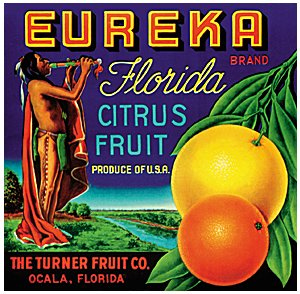 EUREKA
BRAND
Florida
CITRUS
FRUIT
PRODUCE OF U.S.A.
THE TURNER FRUIT CO.
OCALA, FLORIDA